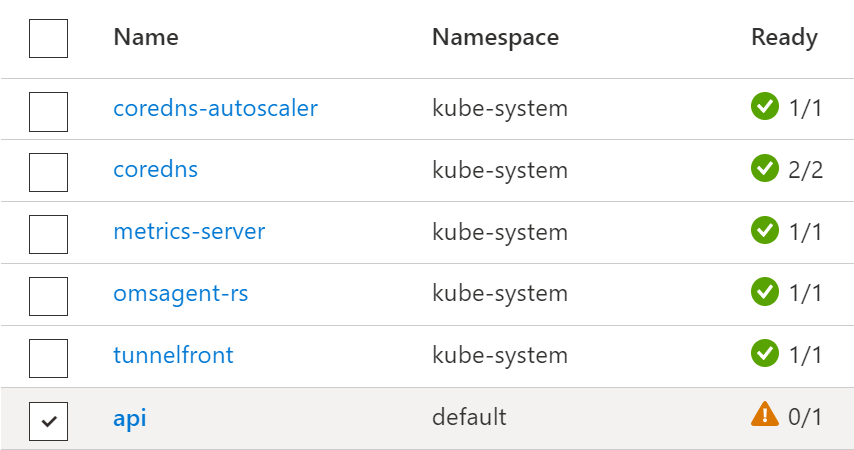 Name Namespace Ready
coredns-autoscaler kube-system 1/1
coredns kube-system 2/2
metrics-server kube-system 1/1
omsagent-rs kube-system 1/1
tunnelfront kube-system 1/1
api default 0/1